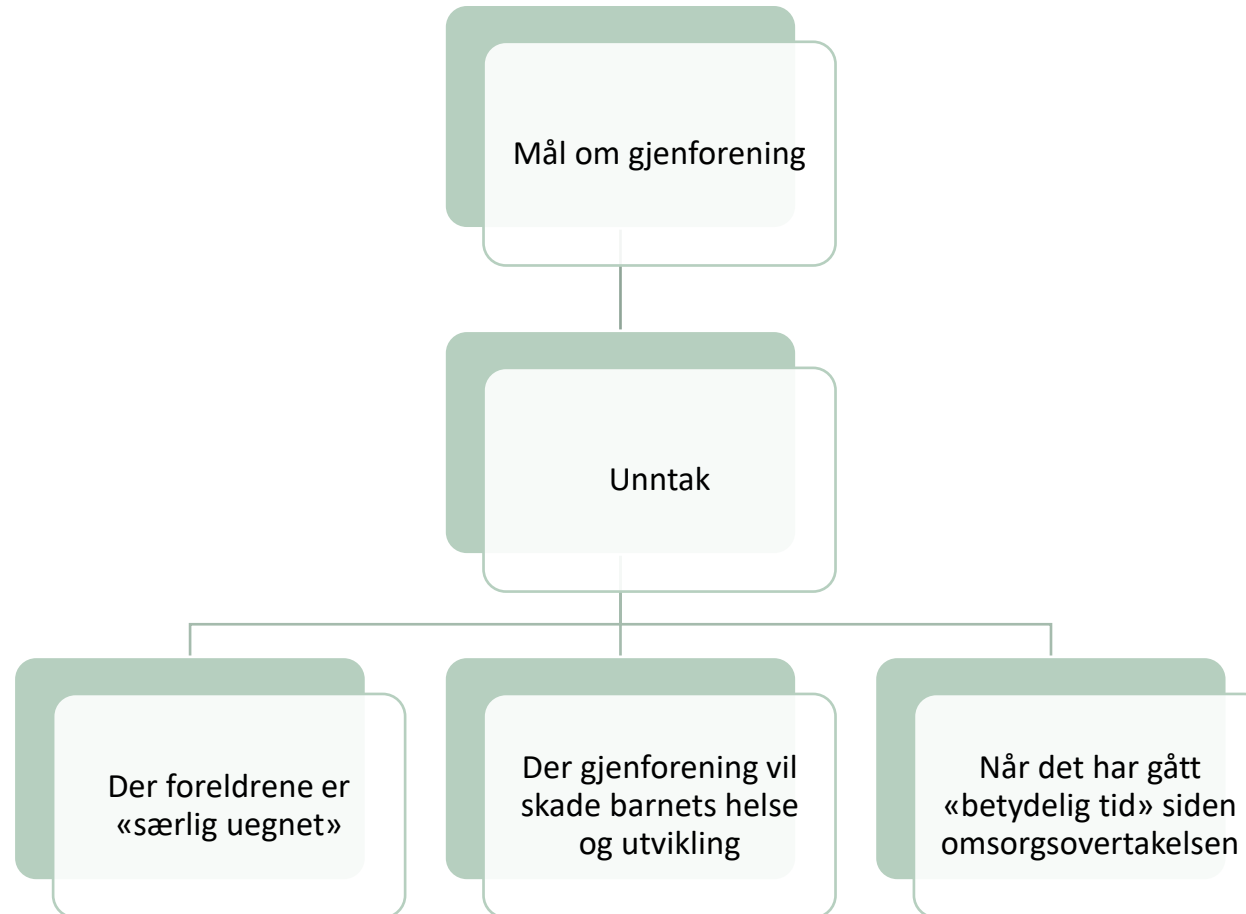 Mål om gjenforening
Unntak
Der foreldrene er
«særlig uegnet»
Der gjenforening vil
skade barnets helse
og utvikling
Når det har gått
«betydelig tid» siden
omsorgsovertakelsen